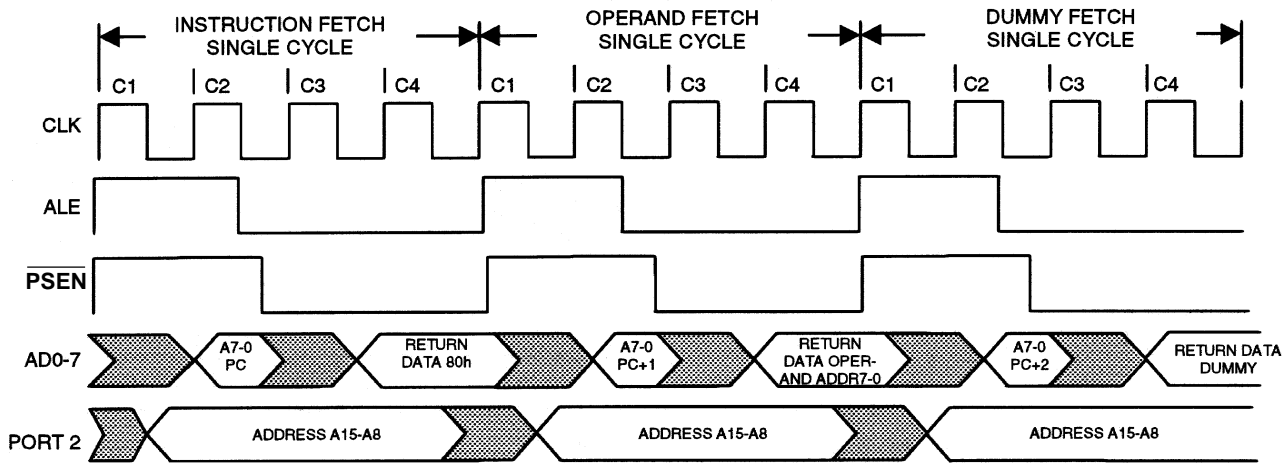 INSTRUCTION FETCH
SINGLE CYCLE
OPERAND FETCH
SINGLE CYCLE
DUMMY FETCH
SINGLE CYCLE
C1 C2 C3 C4 C1 C2 C3 C4 C1 C2 C3 C4
CLK
ALE
PSEN
AD0-7
A7-0
PC
RETURN
DATA 80h
A7-0
PC+1
RETURN
DATA OPER-
AND ADDR7-0
A7-0
PC+2
RETURN DATA
DUMMY
PORT 2
ADDRESS A15-A8
ADDRESS A15-A8
ADDRESS A15-A8